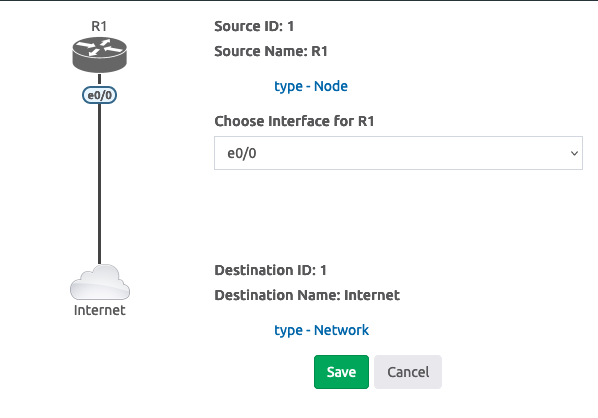 R1
e0/0
Internet
Source ID: 1
Source Name: R1
type - Node
Choose Interface for R1
e0/0
Destination ID: 1
Destination Name: Internet
type - Network
Save
Cancel